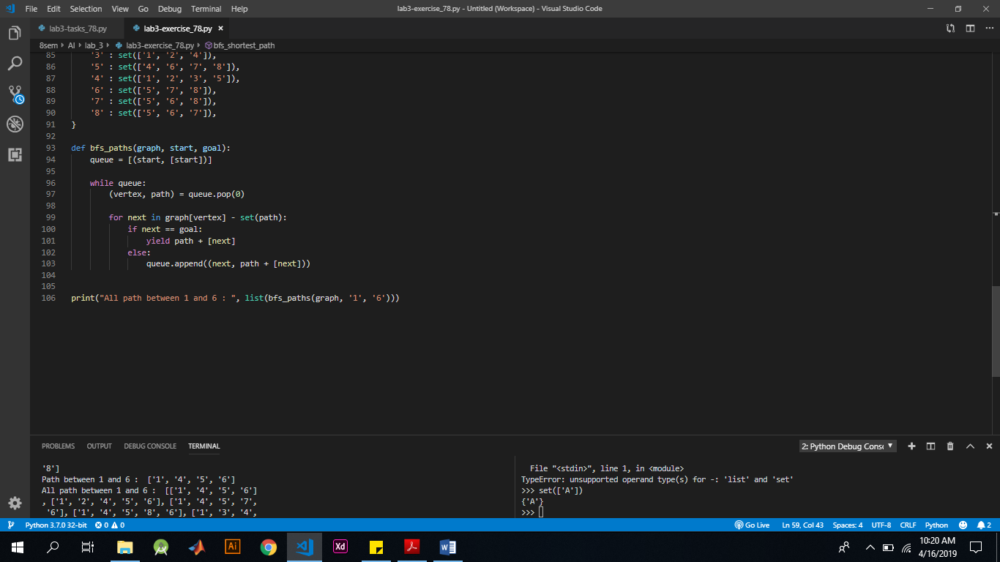 File Edit Selection View Go Debug Terminal Help
lab3-exercise_78.py - Untitled (Workspace) - Visual Studio Code
lab3-tasks_78.py
lab3-exercise_78.py
8sem AI lab_3 lab3-exercise_78.py bfs_shortest_path
85 '3' : set(['1', '2', '4']),
86 '5' : set(['4', '6', '7', '8']),
87 '4' : set(['1', '2', '3', '5']),
88 '6' : set(['5', '7', '8']),
89 '7' : set(['5', '6', '8']),
90 '8' : set(['5', '6', '7']),
91 }
92
93 def bfs_paths(graph, start, goal):
94 queue = [(start, [start])]
95
96 while queue:
97 (vertex, path) = queue.pop(0)
98
99 for next in graph[vertex] - set(path):
100 if next == goal:
101 yield path + [next]
102 else:
103 queue.append((next, path + [next]))
104
105
106 print("All path between 1 and 6 : ", list(bfs_paths(graph, '1', '6')))
PROBLEMS OUTPUT DEBUG CONSOLE TERMINAL
2: Python Debug Conso
'8']
Path between 1 and 6 :  ['1', '4', '5', '6']
All path between 1 and 6 :  [['1', '4', '5', '6']
, ['1', '2', '4', '5', '6'], ['1', '4', '5', '7',
'6'], ['1', '4', '5', '8', '6'], ['1', '3', '4',
File "<stdin>", line 1, in <module>
TypeError: unsupported operand type(s) for -: 'list' and 'set'
>>> set(['A'])
{'A'}
>>>
Python 3.7.0 32-bit 0 0
Go Live Ln 59, Col 43 Spaces: 4 UTF-8 CRLF Python 2
Ai
Xd
10:20 AM
4/16/2019